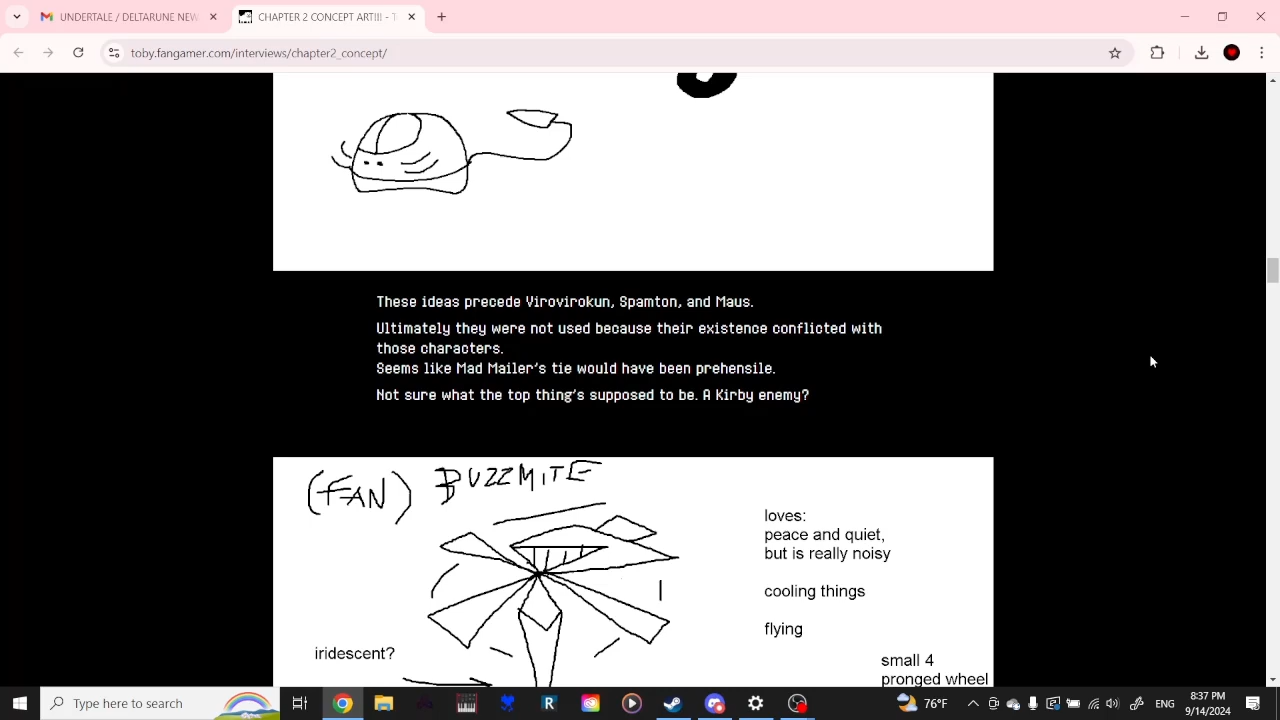 UNDERTALE / DELTARUNE NEW
CHAPTER 2 CONCEPT ART!!! - T
toby.fangamer.com/interviews/chapter2_concept/
These ideas precede Virovirokun, Spamton, and Maus.
Ultimately they were not used because their existence conflicted with
those characters.
Seems like Mad Mailer's tie would have been prehensile.
Not sure what the top thing's supposed to be. A Kirby enemy?
(FAN) BUZZMITE
loves:
peace and quiet,
but is really noisy
cooling things
flying
iridescent?
small 4
pronged wheel
Type here to search
76°F
ENG
8:37 PM
9/14/2024